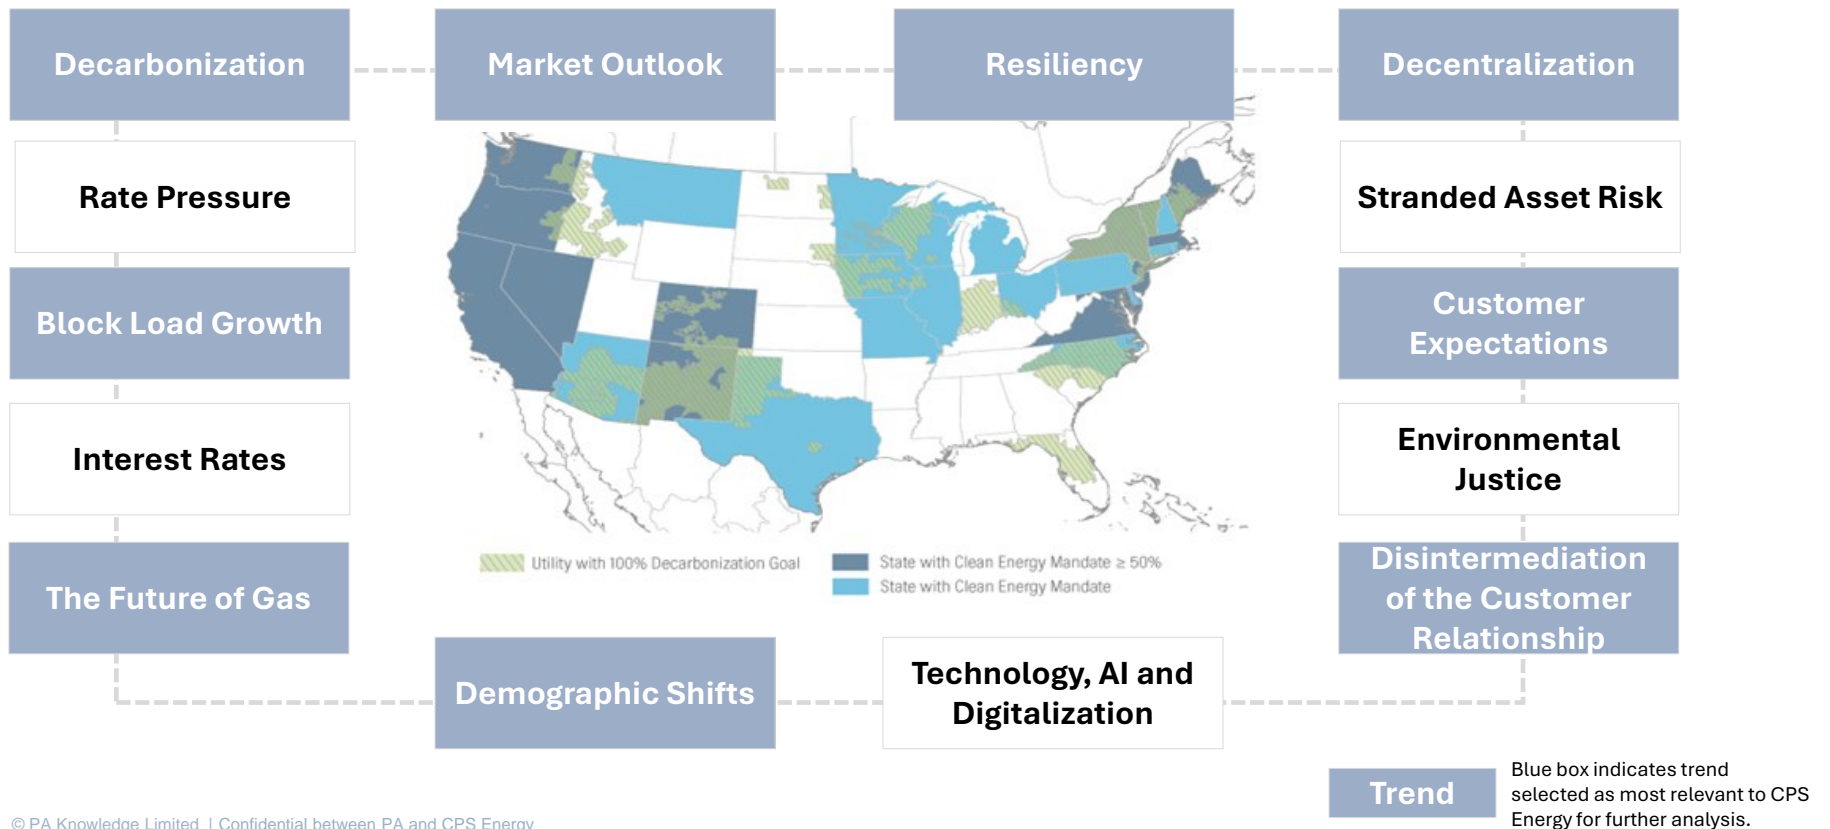 Decarbonization
Market Outlook
Resiliency
Decentralization
Rate Pressure
Stranded Asset Risk
Block Load Growth
Customer
Expectations
Interest Rates
Environmental
Justice
The Future of Gas
Utility with 100% Decarbonization Goal
State with Clean Energy Mandate ≥ 50%
State with Clean Energy Mandate
Disintermediation
of the Customer
Relationship
Demographic Shifts
Technology, AI and
Digitalization
Trend
Blue box indicates trend
selected as most relevant to CPS
Energy for further analysis.
© PA Knowledge Limited | Confidential between PA and CPS Energy